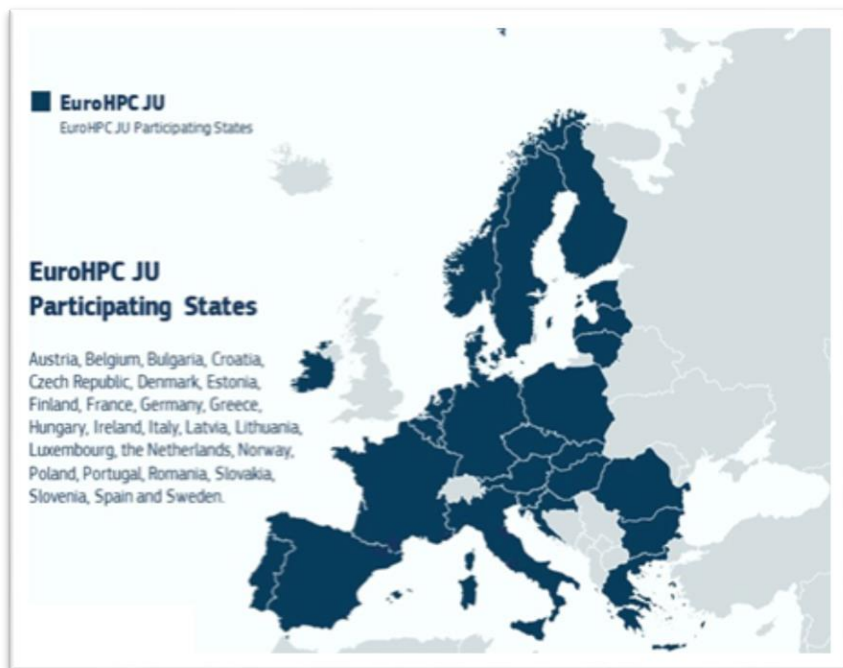 EuroHPC JU
EuroHPC JU Participating States
EuroHPC JU
Participating States
Austria, Belgium, Bulgaria, Croatia,
Czech Republic, Denmark, Estonia,
Finland, France, Germany, Greece,
Hungary, Ireland, Italy, Latvia, Lithuania,
Luxembourg, the Netherlands, Norway,
Poland, Portugal, Romania, Slovakia,
Slovenia, Spain and Sweden.